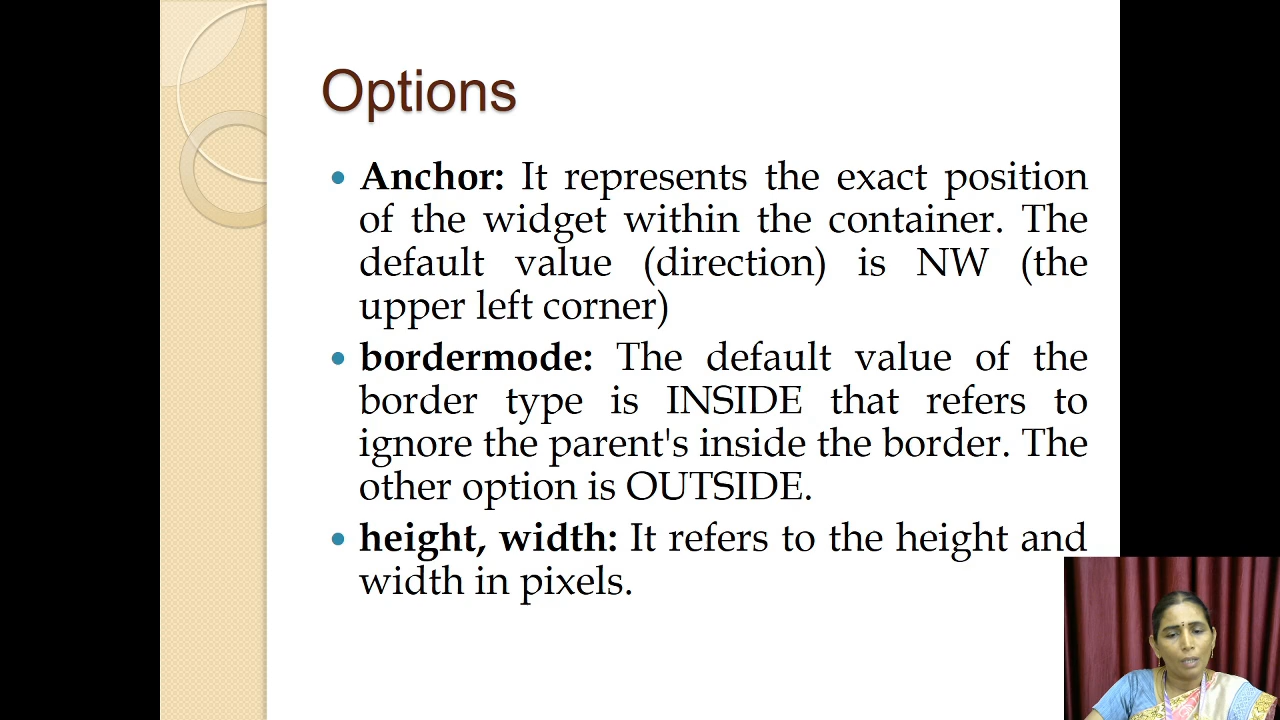 Options
• Anchor: It represents the exact position
of the widget within the container. The
default value (direction) is NW (the
upper left corner)
• bordermode: The default value of the
border type is INSIDE that refers to
ignore the parent's inside the border. The
other option is OUTSIDE.
• height, width: It refers to the height and
width in pixels.